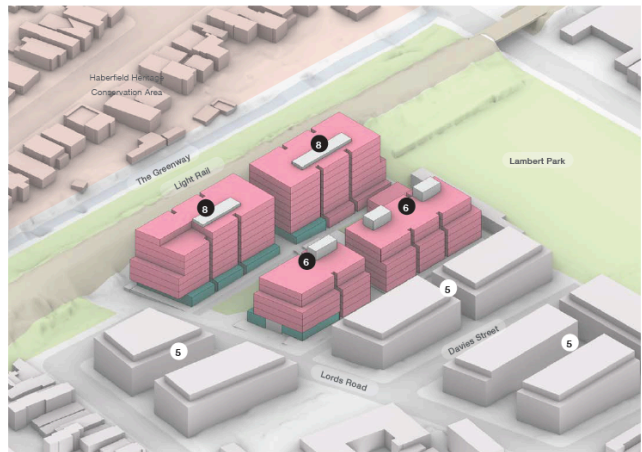 Haberfield Heritage
Conservation Area
The Greenway
Light Rail
Lambert Park
8
8
6
6
5
5
5
Davies Street
Lords Road